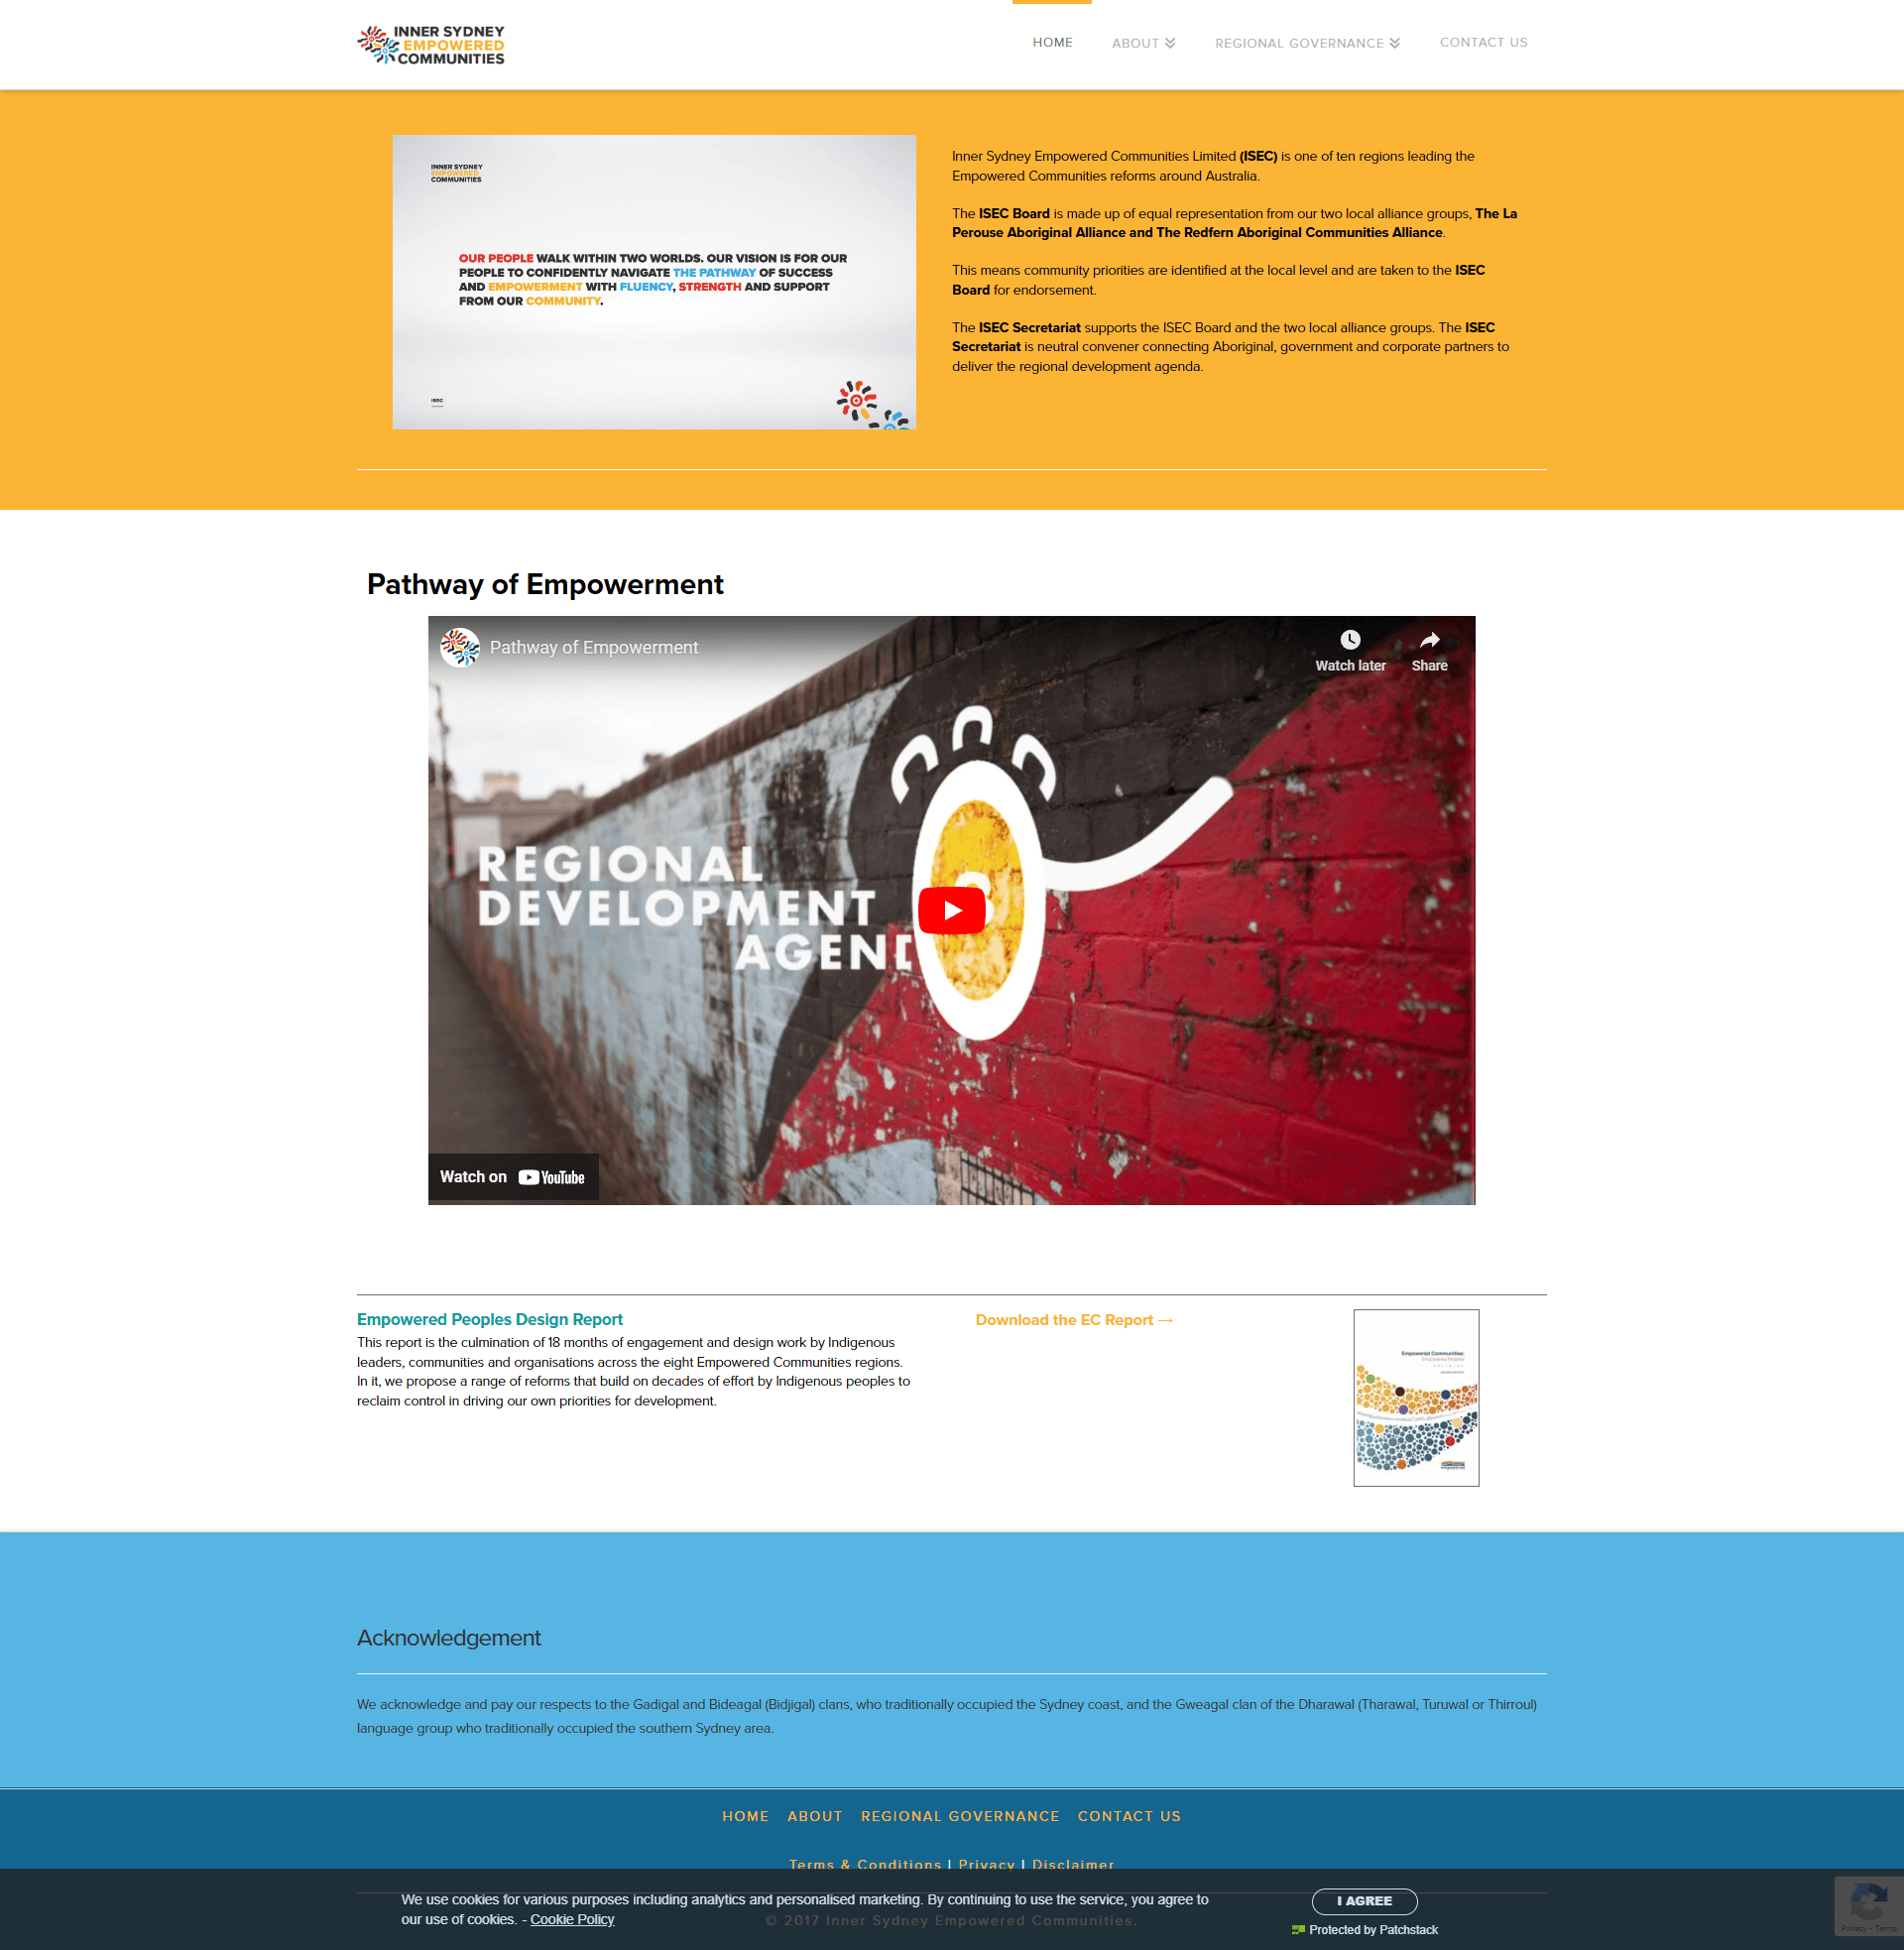 INNER SYDNEY
EMPOWERED
COMMUNITIES
HOME
ABOUT
REGIONAL GOVERNANCE
CONTACT US
INNER SYDNEY
EMPOWERED
COMMUNITIES
OUR PEOPLE WALK WITHIN TWO WORLDS. OUR VISION IS FOR OUR
PEOPLE TO CONFIDENTLY NAVIGATE THE PATHWAY OF SUCCESS
AND EMPOWERMENT WITH FLUENCY, STRENGTH AND SUPPORT
FROM OUR COMMUNITY.
ISEC
Inner Sydney Empowered Communities Limited (ISEC) is one of ten regions leading the
Empowered Communities reforms around Australia.
The ISEC Board is made up of equal representation from our two local alliance groups, The La
Perouse Aboriginal Alliance and The Redfern Aboriginal Communities Alliance.
This means community priorities are identified at the local level and are taken to the ISEC
Board for endorsement.
The ISEC Secretariat supports the ISEC Board and the two local alliance groups. The ISEC
Secretariat is neutral convener connecting Aboriginal, government and corporate partners to
deliver the regional development agenda.
Pathway of Empowerment
Pathway of Empowerment
Watch later
Share
REGIONAL
DEVELOPMENT
AGEND
Watch on YouTube
Empowered Peoples Design Report
This report is the culmination of 18 months of engagement and design work by Indigenous
leaders, communities and organisations across the eight Empowered Communities regions.
In it, we propose a range of reforms that build on decades of effort by Indigenous peoples to
reclaim control in driving our own priorities for development.
Download the EC Report →
Empowered Communities:
Empowered Peoples
Acknowledgement
We acknowledge and pay our respects to the Gadigal and Bideagal (Bidjigal) clans, who traditionally occupied the Sydney coast, and the Gweagal clan of the Dharawal (Tharawal, Turuwal or Thirroul)
language group who traditionally occupied the southern Sydney area.
HOME ABOUT REGIONAL GOVERNANCE CONTACT US
Terms & Conditions | Privacy | Disclaimer
We use cookies for various purposes including analytics and personalised marketing. By continuing to use the service, you agree to
our use of cookies. - Cookie Policy
I AGREE
Protected by Patchstack
© 2017 Inner Sydney Empowered Communities.
Privacy - Terms